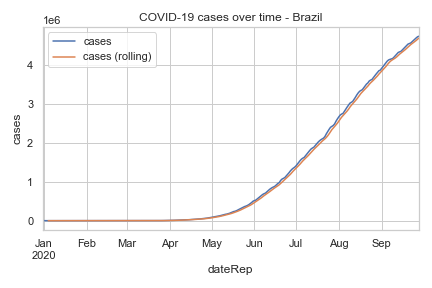 COVID-19 cases over time - Brazil
1e6
cases
cases (rolling)
4
3
2
1
0
cases
Jan Feb Mar Apr May Jun Jul Aug Sep
2020
dateRep